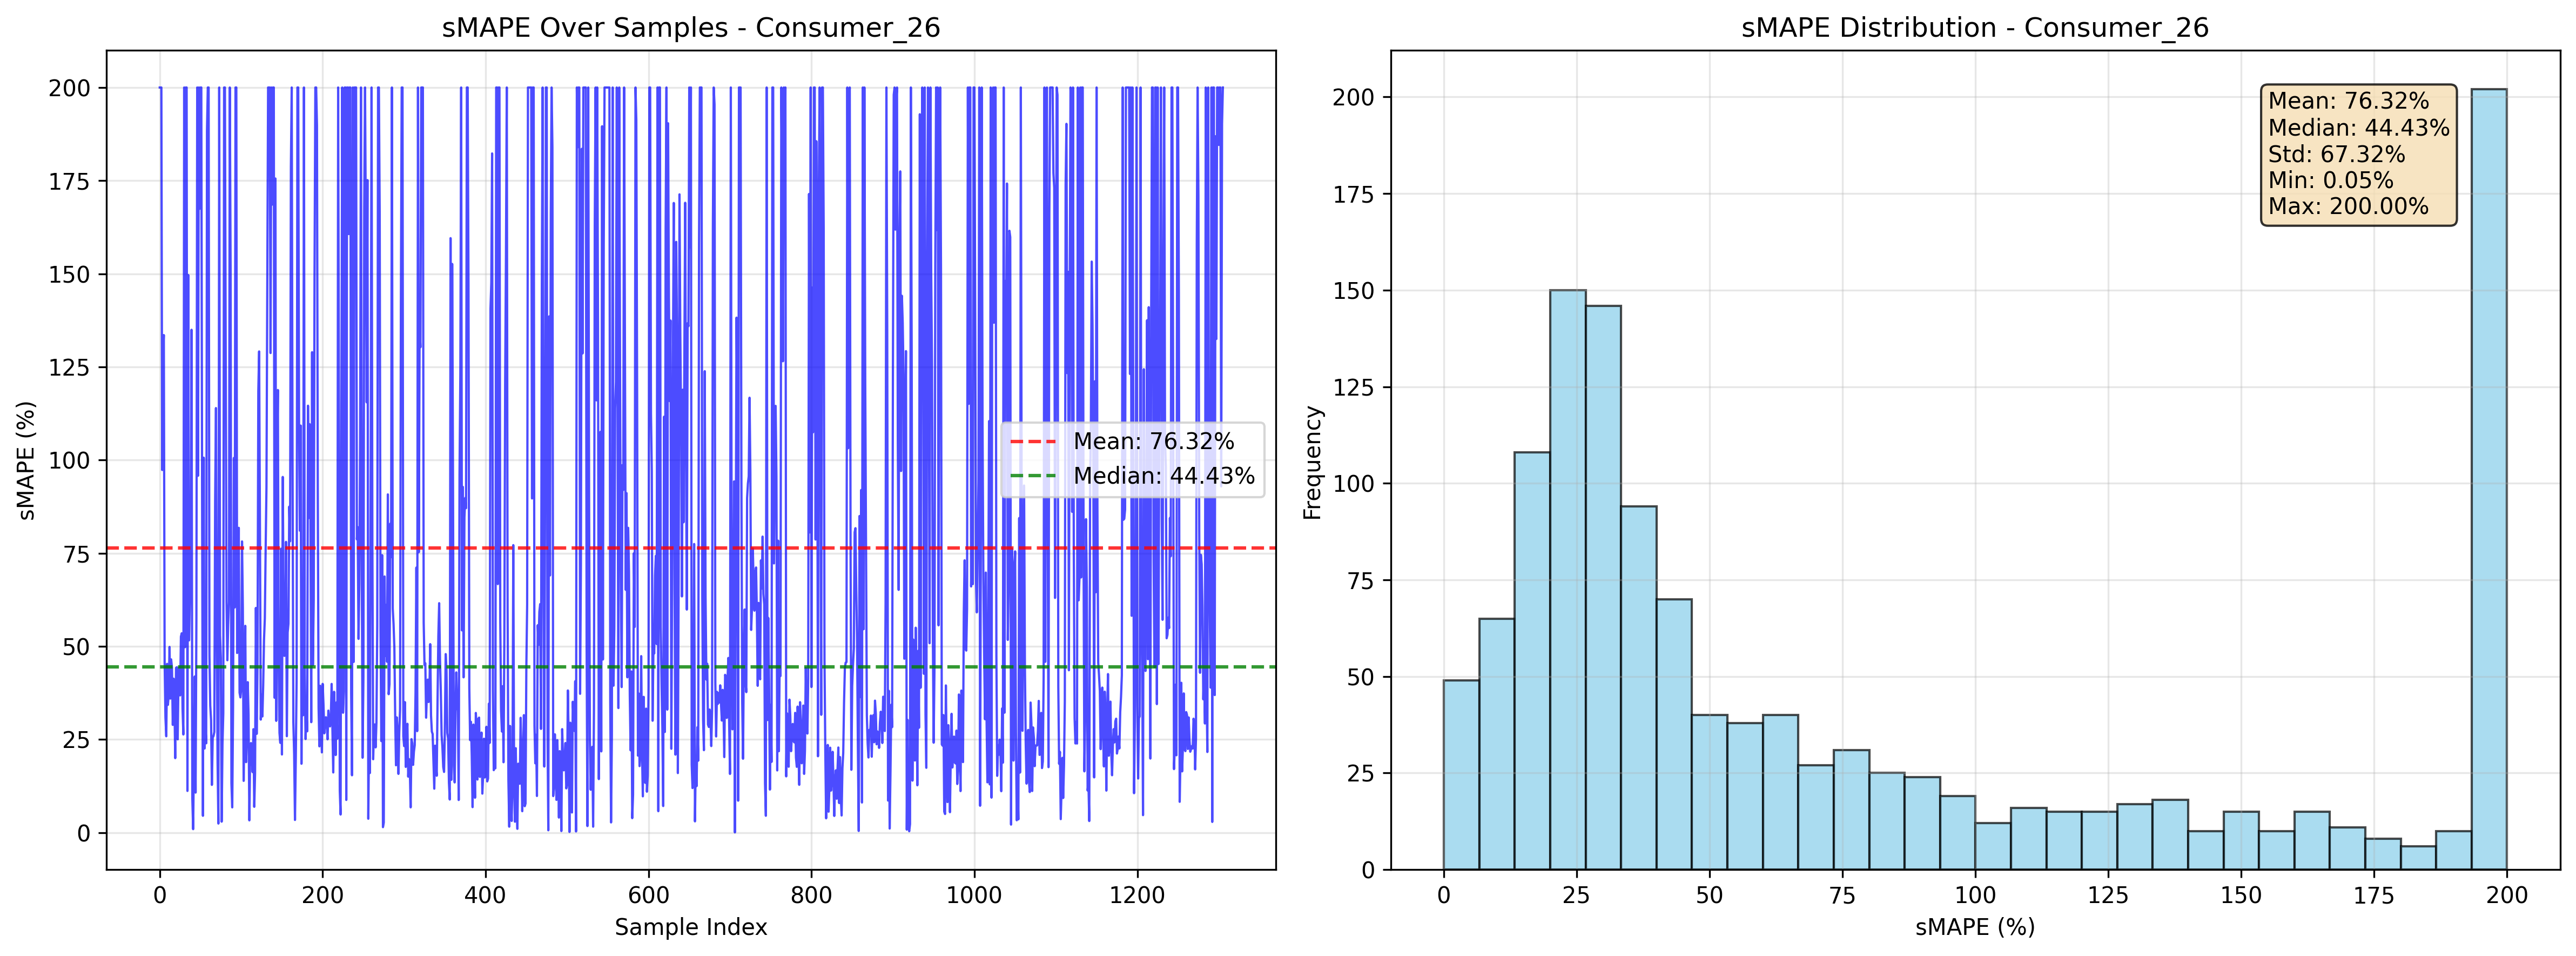 sMAPE Over Samples - Consumer_26
sMAPE (%)
200
175
150
125
100
75
50
25
0
Mean: 76.32%
Median: 44.43%
0 200 400 600 800 1000 1200
Sample Index
sMAPE Distribution - Consumer_26
Frequency
200
175
150
125
100
75
50
25
0
Mean: 76.32%
Median: 44.43%
Std: 67.32%
Min: 0.05%
Max: 200.00%
0 25 50 75 100 125 150 175 200
sMAPE (%)